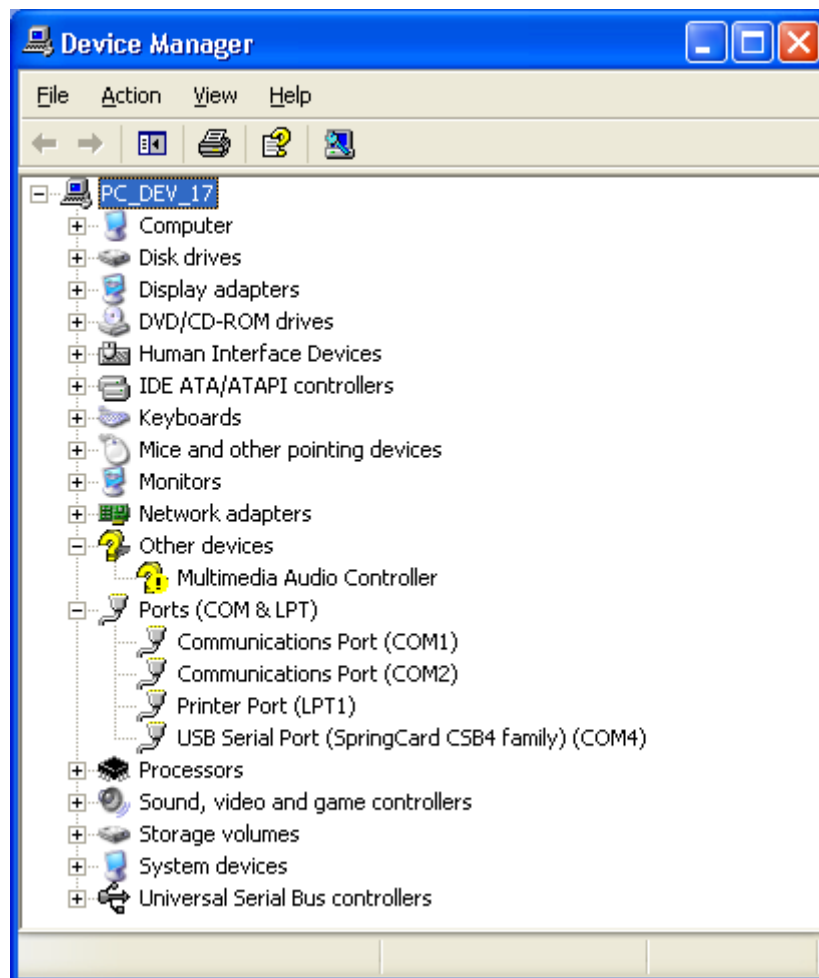 Device Manager
File Action View Help
PC_DEV_17
Computer
Disk drives
Display adapters
DVD/CD-ROM drives
Human Interface Devices
IDE ATA/ATAPI controllers
Keyboards
Mice and other pointing devices
Monitors
Network adapters
Other devices
Multimedia Audio Controller
Ports (COM & LPT)
Communications Port (COM1)
Communications Port (COM2)
Printer Port (LPT1)
USB Serial Port (SpringCard CSB4 family) (COM4)
Processors
Sound, video and game controllers
Storage volumes
System devices
Universal Serial Bus controllers